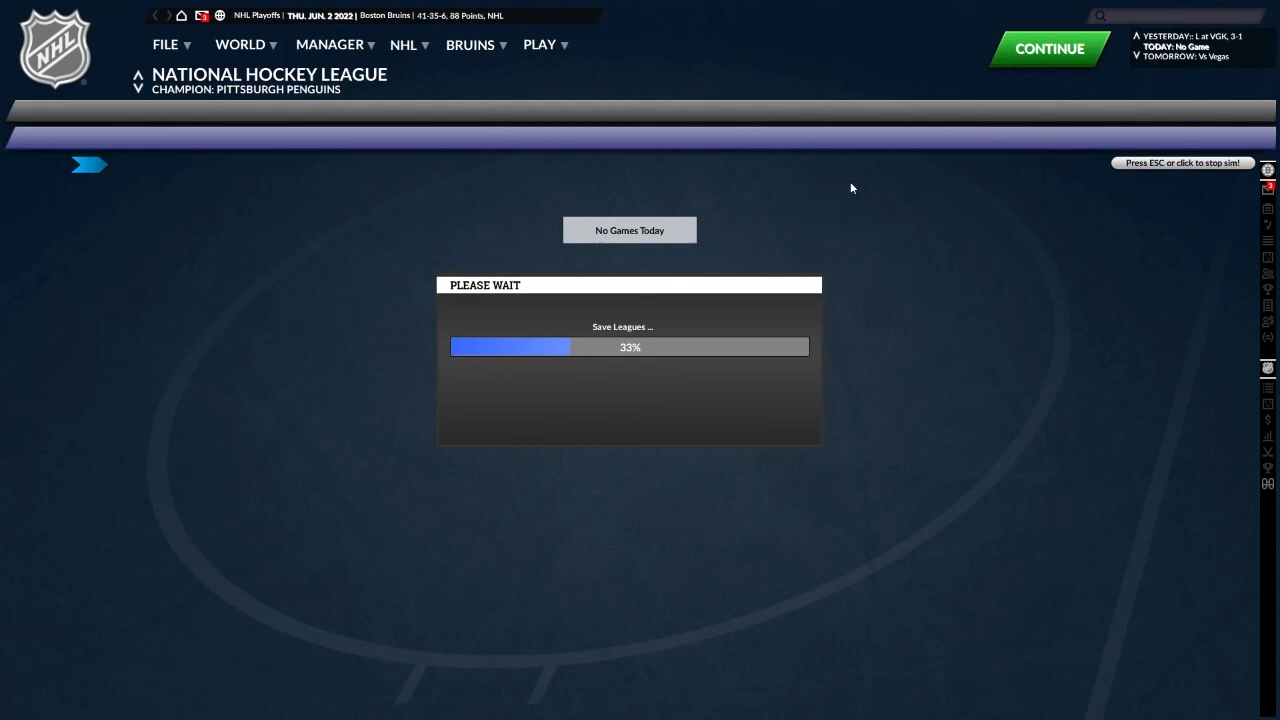 NHL
3
NHL Playoffs | THU. JUN. 2 2022 | Boston Bruins | 41-35-6, 88 Points, NHL
FILE WORLD MANAGER NHL BRUINS PLAY
CONTINUE
YESTERDAY:: L at VGK, 3-1
TODAY: No Game
TOMORROW: Vs Vegas
NATIONAL HOCKEY LEAGUE
CHAMPION: PITTSBURGH PENGUINS
Press ESC or click to stop sim!
3
No Games Today
PLEASE WAIT
Save Leagues ...
33%